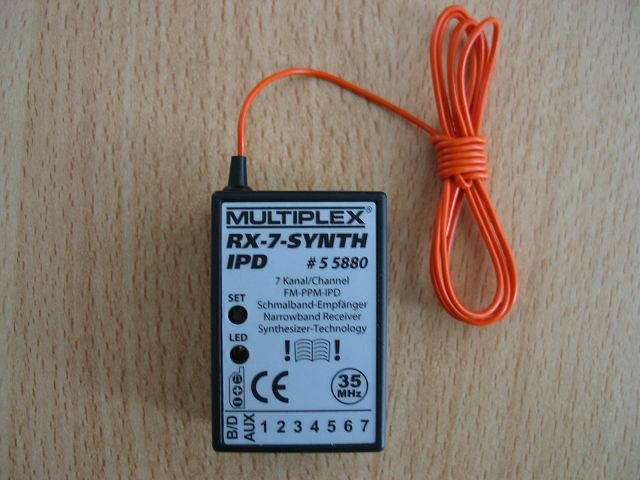 MULTIPLEX®
RX-7-SYNTH
IPD # 5 5880
7 Kanal/Channel
FM-PPM-IPD
Schmalband-Empfänger
Narrowband Receiver
Synthesizer-Technology
SET
LED
! !
CE
35
MHz
B/D
AUX 1 2 3 4 5 6 7